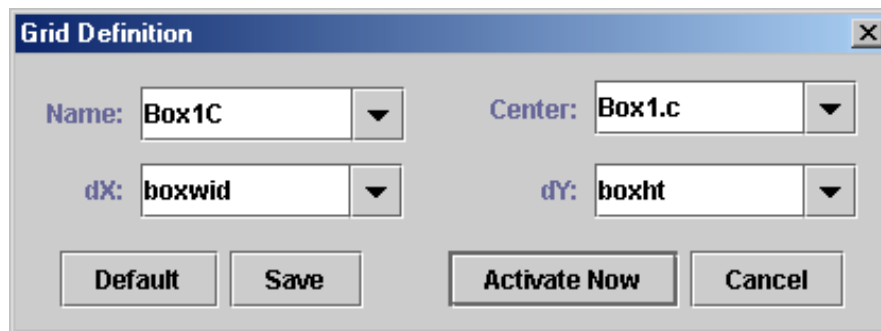 Grid Definition
Name: Box1C Center: Box1.c
dX: boxwid dY: boxht
Default Save Activate Now Cancel